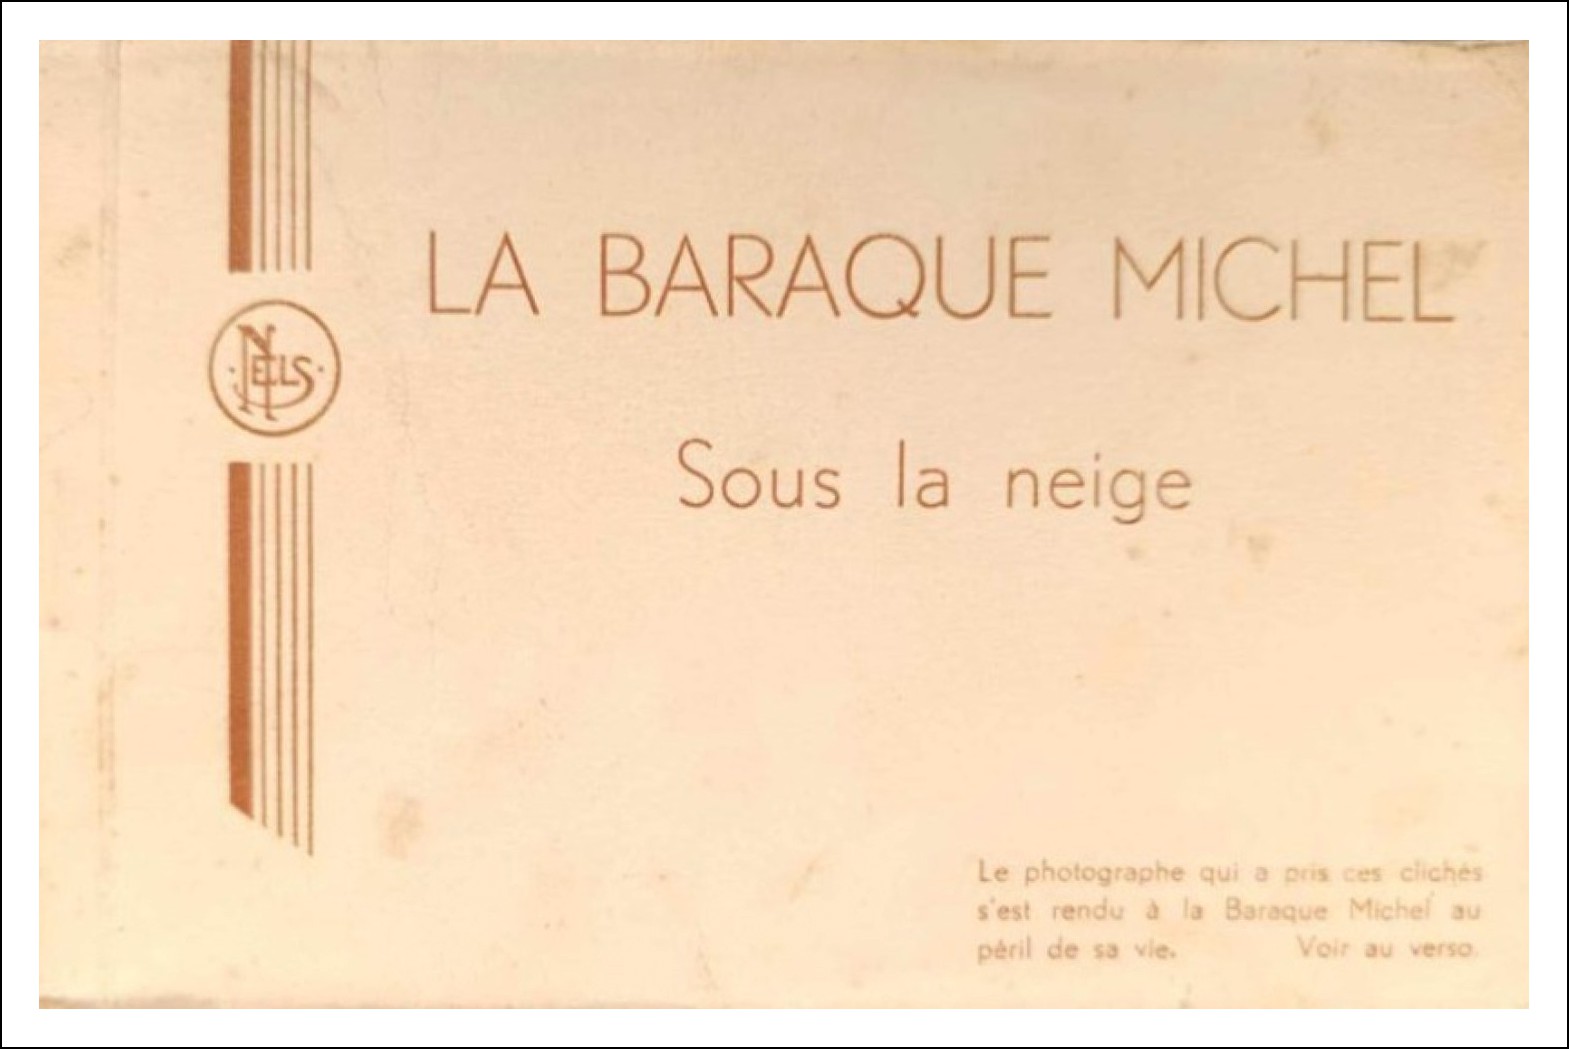 LA BARAQUE MICHEL
NELS
Sous la neige
Le photographe qui a pris ces clichés
s'est rendu à la Baraque Michel au
péril de sa vie. Voir au verso.